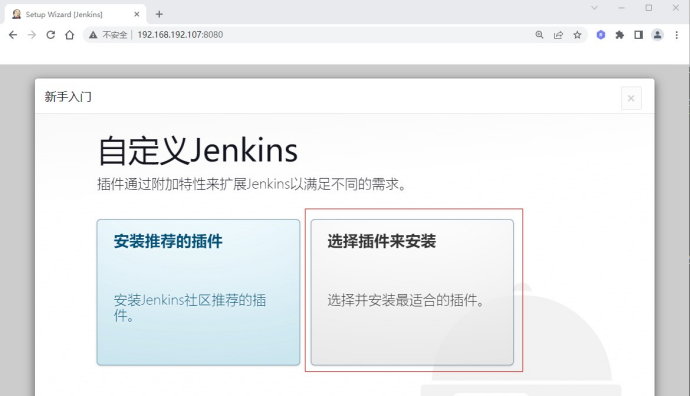 Setup Wizard [Jenkins]
不安全 | 192.168.192.107:8080
新手入门
自定义Jenkins
插件通过附加特性来扩展Jenkins以满足不同的需求。
安装推荐的插件
安装Jenkins社区推荐的插
件。
选择插件来安装
选择并安装最适合的插件。